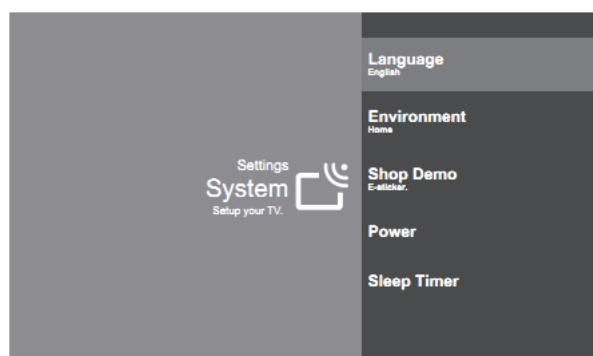 Settings
System
Setup your TV.
Language
English
Environment
Home
Shop Demo
E-sticker.
Power
Sleep Timer